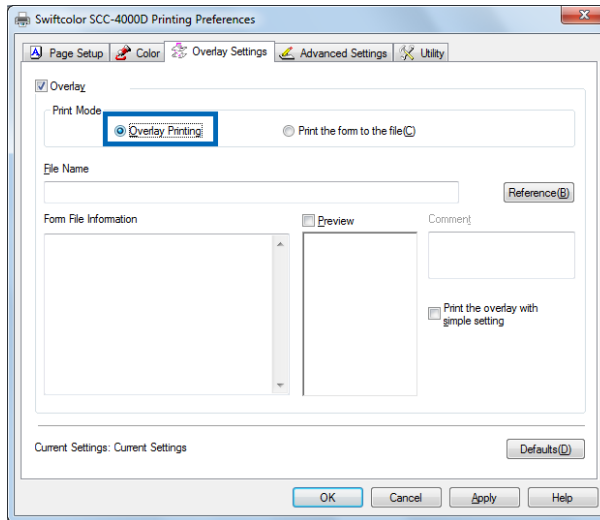 Swiftcolor SCC-4000D Printing Preferences
X
A Page Setup Color Overlay Settings Advanced Settings Utility
Overlay
Print Mode
Overlay Printing Print the form to the file(C)
File Name
Reference(B)
Form File Information Preview Comment
Print the overlay with
simple setting
Current Settings: Current Settings Defaults(D)
OK Cancel Apply Help